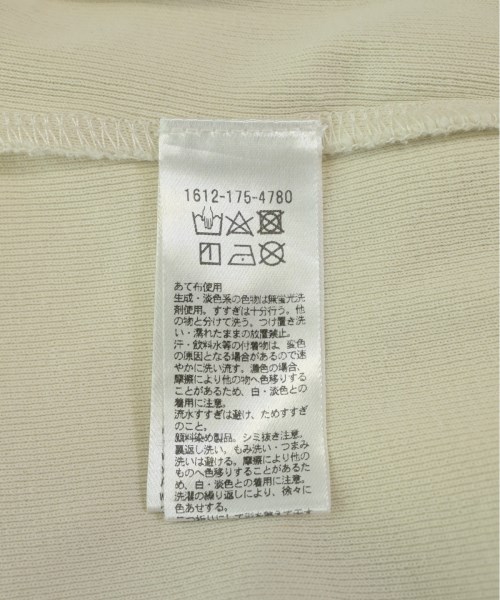 1612-175-4780
あて布使用
生成・淡色系の色物は無蛍光洗
剤使用。すすぎは十分行う。他
の物と分けて洗う。つけ置き洗
い・濡れたままの放置禁止。
汗・飲料水等の付着物は、変色
の原因となる場合があるので速
やかに洗い流す。濃色の場合、
摩擦により他の物へ色移りする
ことがあるため、白・淡色との
着用に注意。
流水すすぎは避け、ためすすぎ
のこと。
顔料染め製品。シミ抜き注意。
裏返し洗い。もみ洗い・つまみ
洗いは避ける。摩擦により他の
ものへ色移りすることがあるた
め、白・淡色との着用に注意。
洗濯の繰り返しにより、徐々に
色あせする。